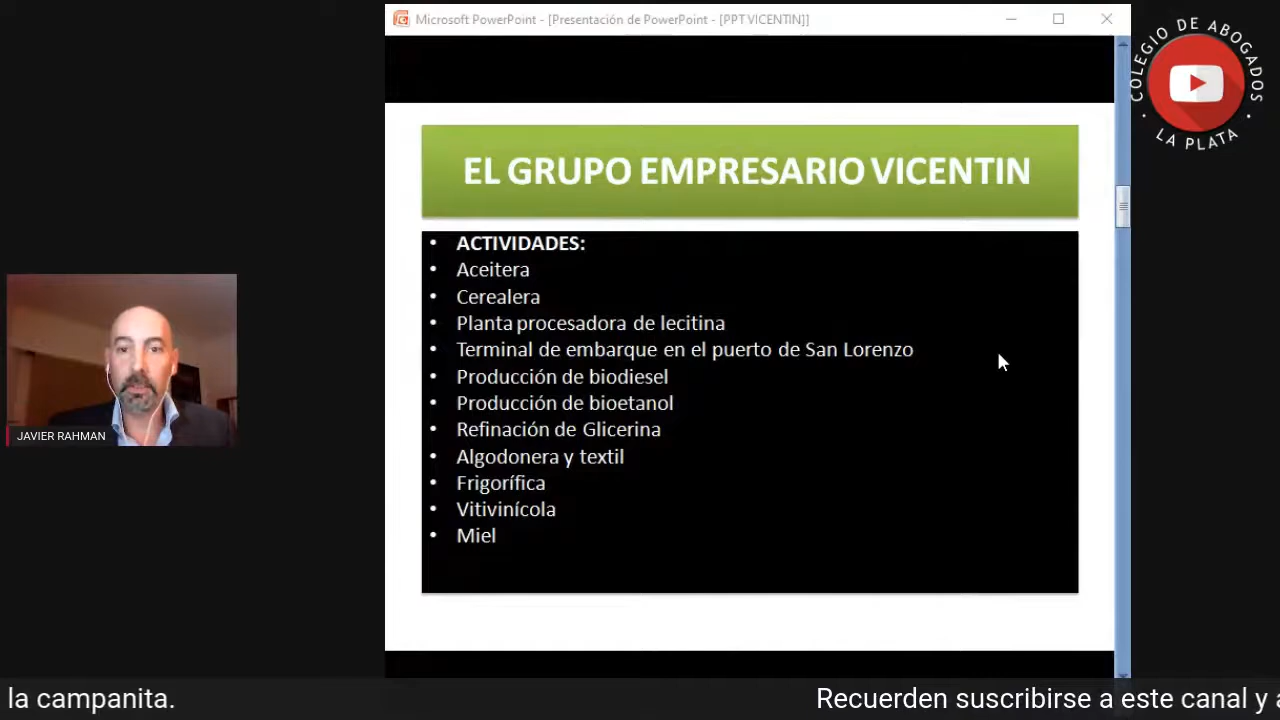 Microsoft PowerPoint - [Presentación de PowerPoint - [PPT VICENTIN]]
COLEGIO DE ABOGADOS
LA PLATA
EL GRUPO EMPRESARIO VICENTIN
• ACTIVIDADES:
• Aceitera
• Cerealera
• Planta procesadora de lecitina
• Terminal de embarque en el puerto de San Lorenzo
• Producción de biodiesel
• Producción de bioetanol
• Refinación de Glicerina
• Algodonera y textil
• Frigorífica
• Vitivinícola
• Miel
JAVIER RAHMAN
la campanita. Recuerden suscribirse a este canal y